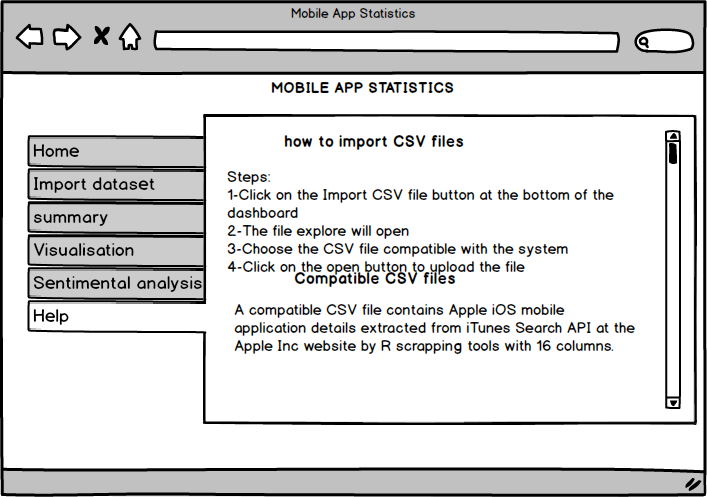 Mobile App Statistics
MOBILE APP STATISTICS
Home
Import dataset
summary
Visualisation
Sentimental analysis
Help
how to import CSV files
Steps:
1-Click on the Import CSV file button at the bottom of the
dashboard
2-The file explore will open
3-Choose the CSV file compatible with the system
4-Click on the open button to upload the file
Compatible CSV files
A compatible CSV file contains Apple iOS mobile
application details extracted from iTunes Search API at the
Apple Inc website by R scrapping tools with 16 columns.